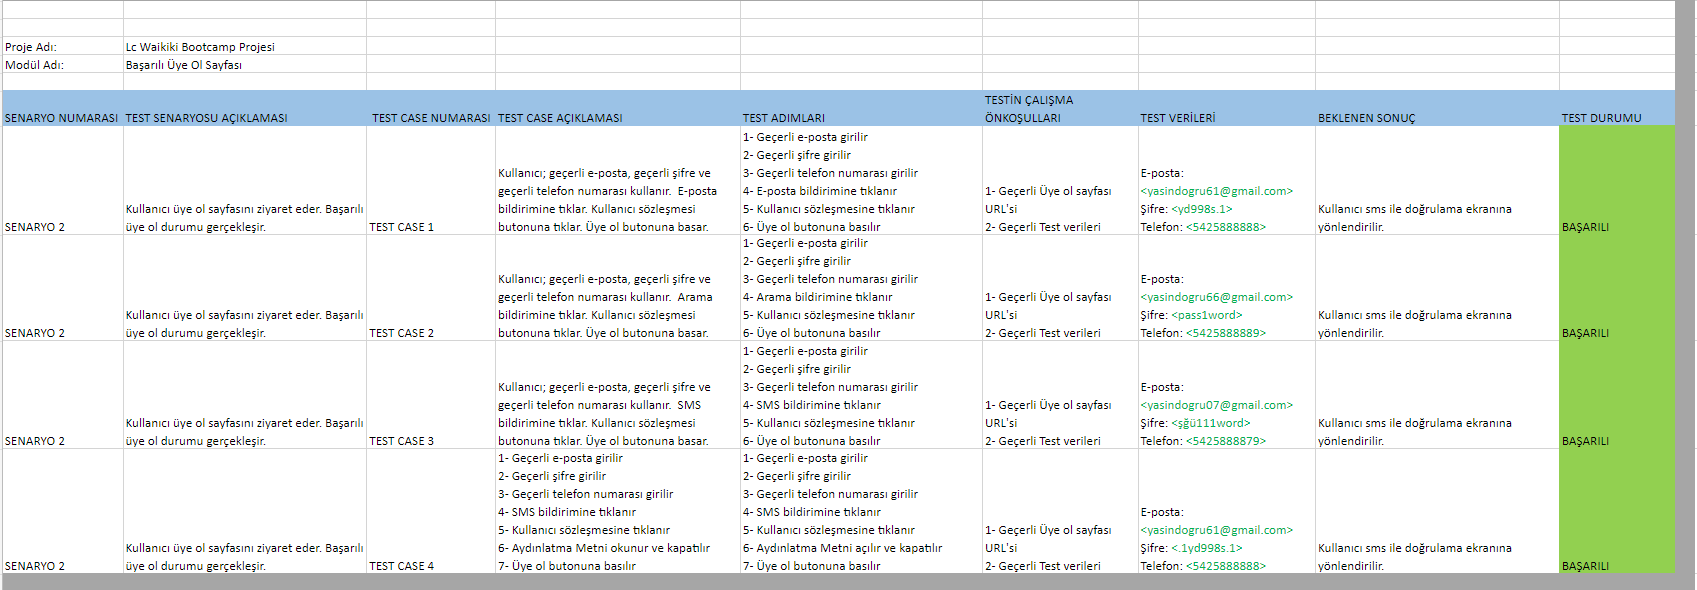 Proje Adı: Lc Waikiki Bootcamp Projesi
Modül Adı: Başarılı Üye Ol Sayfası
TESTİN ÇALIŞMA
SENARYO NUMARASI TEST SENARYOSU AÇIKLAMASI TEST CASE NUMARASI TEST CASE AÇIKLAMASI TEST ADIMLARI ÖNKOŞULLARI TEST VERİLERİ BEKLENEN SONUÇ TEST DURUMU
SENARYO 2
Kullanıcı üye ol sayfasını ziyaret eder. Başarılı
üye ol durumu gerçekleşir.
TEST CASE 1
Kullanıcı; geçerli e-posta, geçerli şifre ve
geçerli telefon numarası kullanır.  E-posta
bildirimine tıklar. Kullanıcı sözleşmesi
butonuna tıklar. Üye ol butonuna basar.
1- Geçerli e-posta girilir
2- Geçerli şifre girilir
3- Geçerli telefon numarası girilir
4- E-posta bildirimine tıklanır
5- Kullanıcı sözleşmesine tıklanır
6- Üye ol butonuna basılır
1- Geçerli Üye ol sayfası
URL'si
2- Geçerli Test verileri
E-posta:
<yasindogru61@gmail.com>
Şifre: <yd998s.1>
Telefon: <5425888888>
Kullanıcı sms ile doğrulama ekranına
yönlendirilir.
BAŞARILI
SENARYO 2
Kullanıcı üye ol sayfasını ziyaret eder. Başarılı
üye ol durumu gerçekleşir.
TEST CASE 2
Kullanıcı; geçerli e-posta, geçerli şifre ve
geçerli telefon numarası kullanır.  Arama
bildirimine tıklar. Kullanıcı sözleşmesi
butonuna tıklar. Üye ol butonuna basar.
1- Geçerli e-posta girilir
2- Geçerli şifre girilir
3- Geçerli telefon numarası girilir
4- Arama bildirimine tıklanır
5- Kullanıcı sözleşmesine tıklanır
6- Üye ol butonuna basılır
1- Geçerli Üye ol sayfası
URL'si
2- Geçerli Test verileri
E-posta:
<yasindogru66@gmail.com>
Şifre: <pass1word>
Telefon: <5425888889>
Kullanıcı sms ile doğrulama ekranına
yönlendirilir.
BAŞARILI
SENARYO 2
Kullanıcı üye ol sayfasını ziyaret eder. Başarılı
üye ol durumu gerçekleşir.
TEST CASE 3
Kullanıcı; geçerli e-posta, geçerli şifre ve
geçerli telefon numarası kullanır.  SMS
bildirimine tıklar. Kullanıcı sözleşmesi
butonuna tıklar. Üye ol butonuna basar.
1- Geçerli e-posta girilir
2- Geçerli şifre girilir
3- Geçerli telefon numarası girilir
4- SMS bildirimine tıklanır
5- Kullanıcı sözleşmesine tıklanır
6- Üye ol butonuna basılır
1- Geçerli Üye ol sayfası
URL'si
2- Geçerli Test verileri
E-posta:
<yasindogru07@gmail.com>
Şifre: <şğü111word>
Telefon: <5425888879>
Kullanıcı sms ile doğrulama ekranına
yönlendirilir.
BAŞARILI
SENARYO 2
Kullanıcı üye ol sayfasını ziyaret eder. Başarılı
üye ol durumu gerçekleşir.
TEST CASE 4
1- Geçerli e-posta girilir
2- Geçerli şifre girilir
3- Geçerli telefon numarası girilir
4- SMS bildirimine tıklanır
5- Kullanıcı sözleşmesine tıklanır
6- Aydınlatma Metni okunur ve kapatılır
7- Üye ol butonuna basılır
1- Geçerli e-posta girilir
2- Geçerli şifre girilir
3- Geçerli telefon numarası girilir
4- SMS bildirimine tıklanır
5- Kullanıcı sözleşmesine tıklanır
6- Aydınlatma Metni açılır ve kapatılır
7- Üye ol butonuna basılır
1- Geçerli Üye ol sayfası
URL'si
2- Geçerli Test verileri
E-posta:
<yasindogru61@gmail.com>
Şifre: <.1yd998s.1>
Telefon: <5425888888>
Kullanıcı sms ile doğrulama ekranına
yönlendirilir.
BAŞARILI